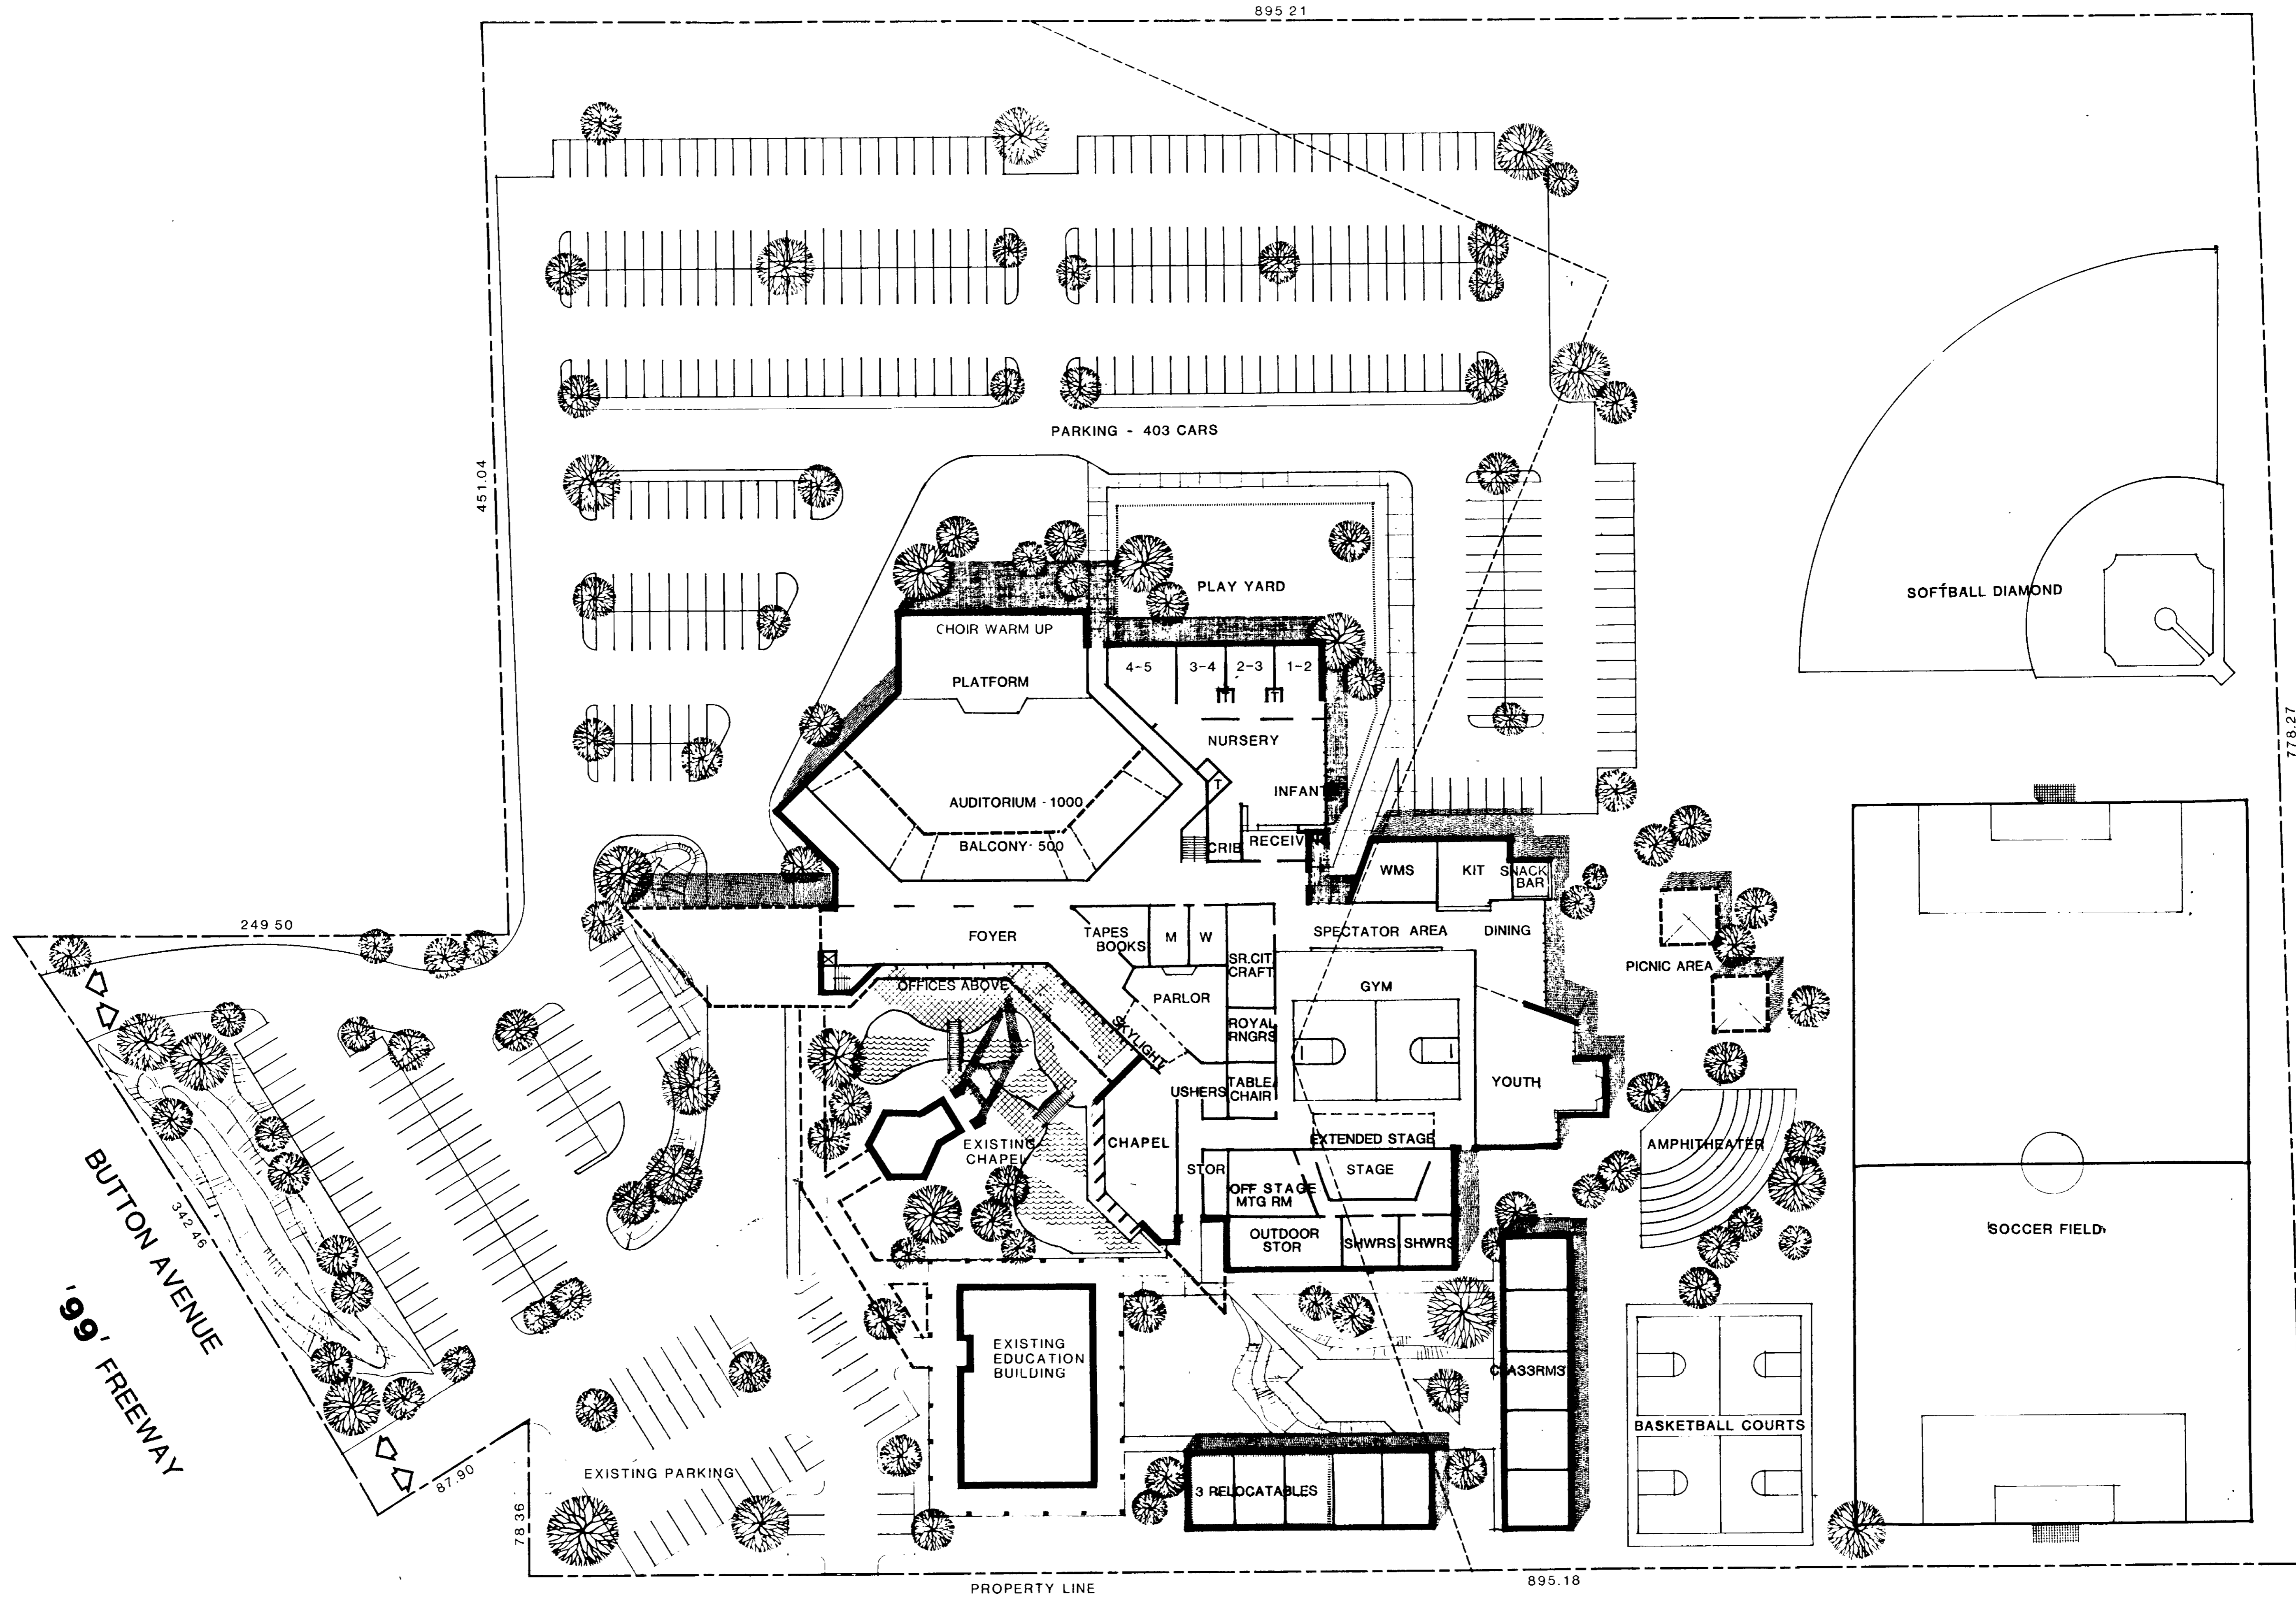 895 21
PARKING - 403 CARS
451.04
PLAY YARD
SOFTBALL DIAMOND
CHOIR WARM UP
4-5
3-4
2-3
1-2
PLATFORM
T
T
NURSERY
778.27
T
INFANT
AUDITORIUM - 1000
BALCONY - 500
CRIB
RECEIV
WMS
KIT
SNACK
BAR
249 50
FOYER
TAPES
BOOKS
M
W
SPECTATOR AREA
DINING
SR.CIT
CRAFT
PICNIC AREA
OFFICES ABOVE
PARLOR
GYM
SKYLIGHT
ROYAL
RNGRS
USHERS
TABLE/
CHAIR
YOUTH
EXISTING
CHAPEL
CHAPEL
EXTENDED STAGE
AMPHITHEATER
STOR
STAGE
OFF STAGE
MTG RM
OUTDOOR
STOR
SHWRS
SHWRS
SOCCER FIELD
BUTTON AVENUE
342 46
'99' FREEWAY
EXISTING
EDUCATION
BUILDING
BASKETBALL COURTS
EXISTING PARKING
87.90
78 36
3 RELOCATABLES
PROPERTY LINE
895.18